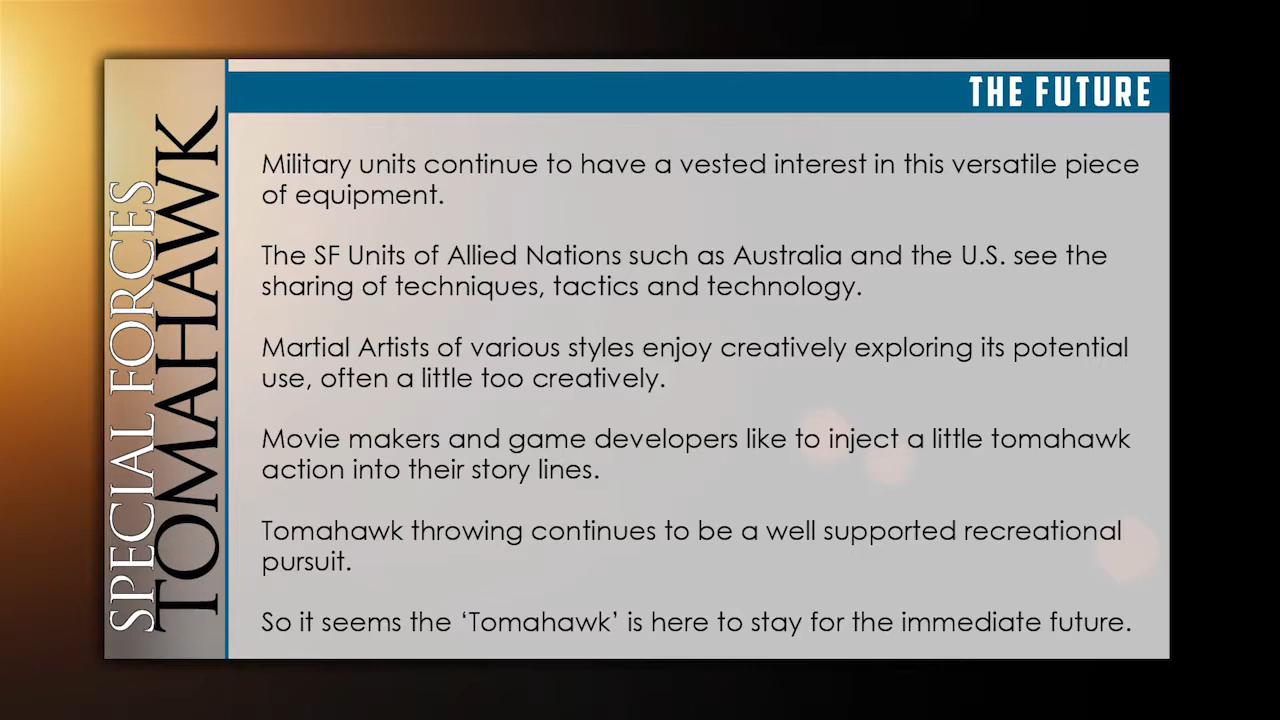 THE FUTURE
SPECIAL FORCES
TOMAHAWK
Military units continue to have a vested interest in this versatile piece
of equipment.
The SF Units of Allied Nations such as Australia and the U.S. see the
sharing of techniques, tactics and technology.
Martial Artists of various styles enjoy creatively exploring its potential
use, often a little too creatively.
Movie makers and game developers like to inject a little tomahawk
action into their story lines.
Tomahawk throwing continues to be a well supported recreational
pursuit.
So it seems the ‘Tomahawk’ is here to stay for the immediate future.